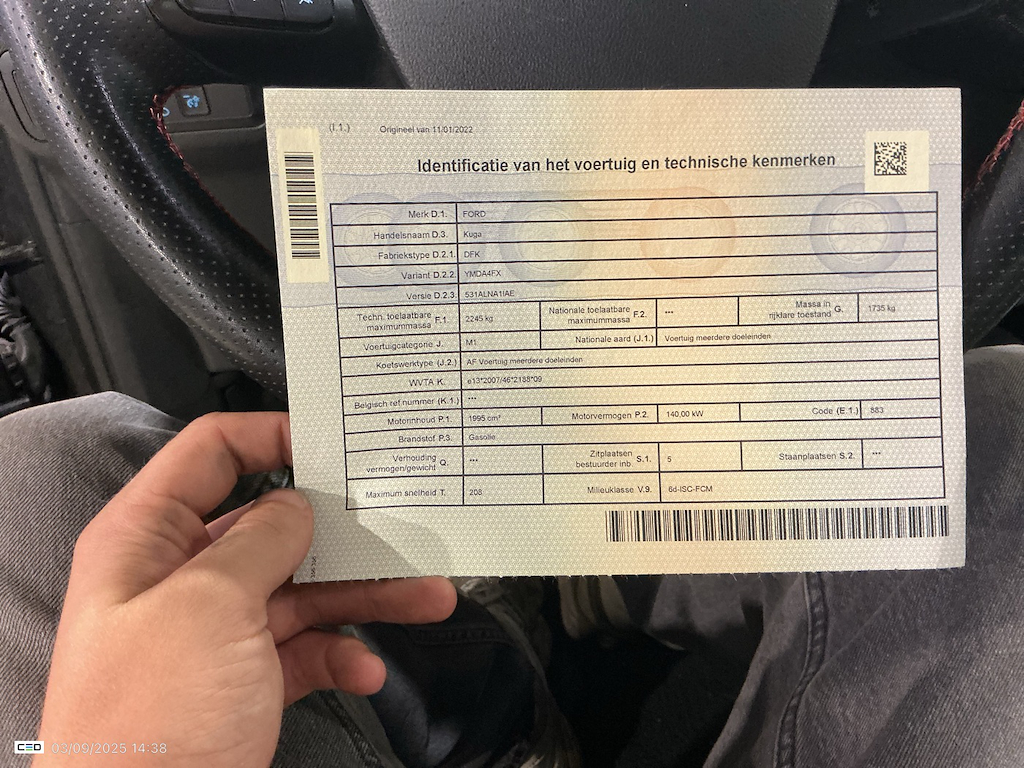 (I.1.) Origineel van 11/01/2022
Identificatie van het voertuig en technische kenmerken
Merk D.1. FORD
Handelsnaam D.3. Kuga
Fabriekstype D.2.1. DFK
Variant D.2.2. YMDA4FX
Versie D.2.3. 531ALNA1IAE
Techn. toelaatbare maximummassa F.1. 2245 kg Nationale toelaatbare maximummassa F.2. *** Massa in rijklare toestand G. 1735 kg
Voertuigcategorie J. M1 Nationale aard (J.1.) Voertuig meerdere doeleinden
Koetswerktype (J.2.) AF Voertuig meerdere doeleinden
WVTA K. e13*2007/46*2188*09
Belgisch ref.nummer (K.1.) ***
Motorinhoud P.1. 1995 cm³ Motorvermogen P.2. 140,00 kW Code (E.1.) 883
Brandstof P.3. Gasolie
Verhouding vermogen/gewicht Q. *** Zitplaatsen bestuurder inb. S.1. 5 Staanplaatsen S.2. ***
Maximum snelheid T. 208 Milieuklasse V.9. 6d-ISC-FCM
CEO 03/09/2025 14:38